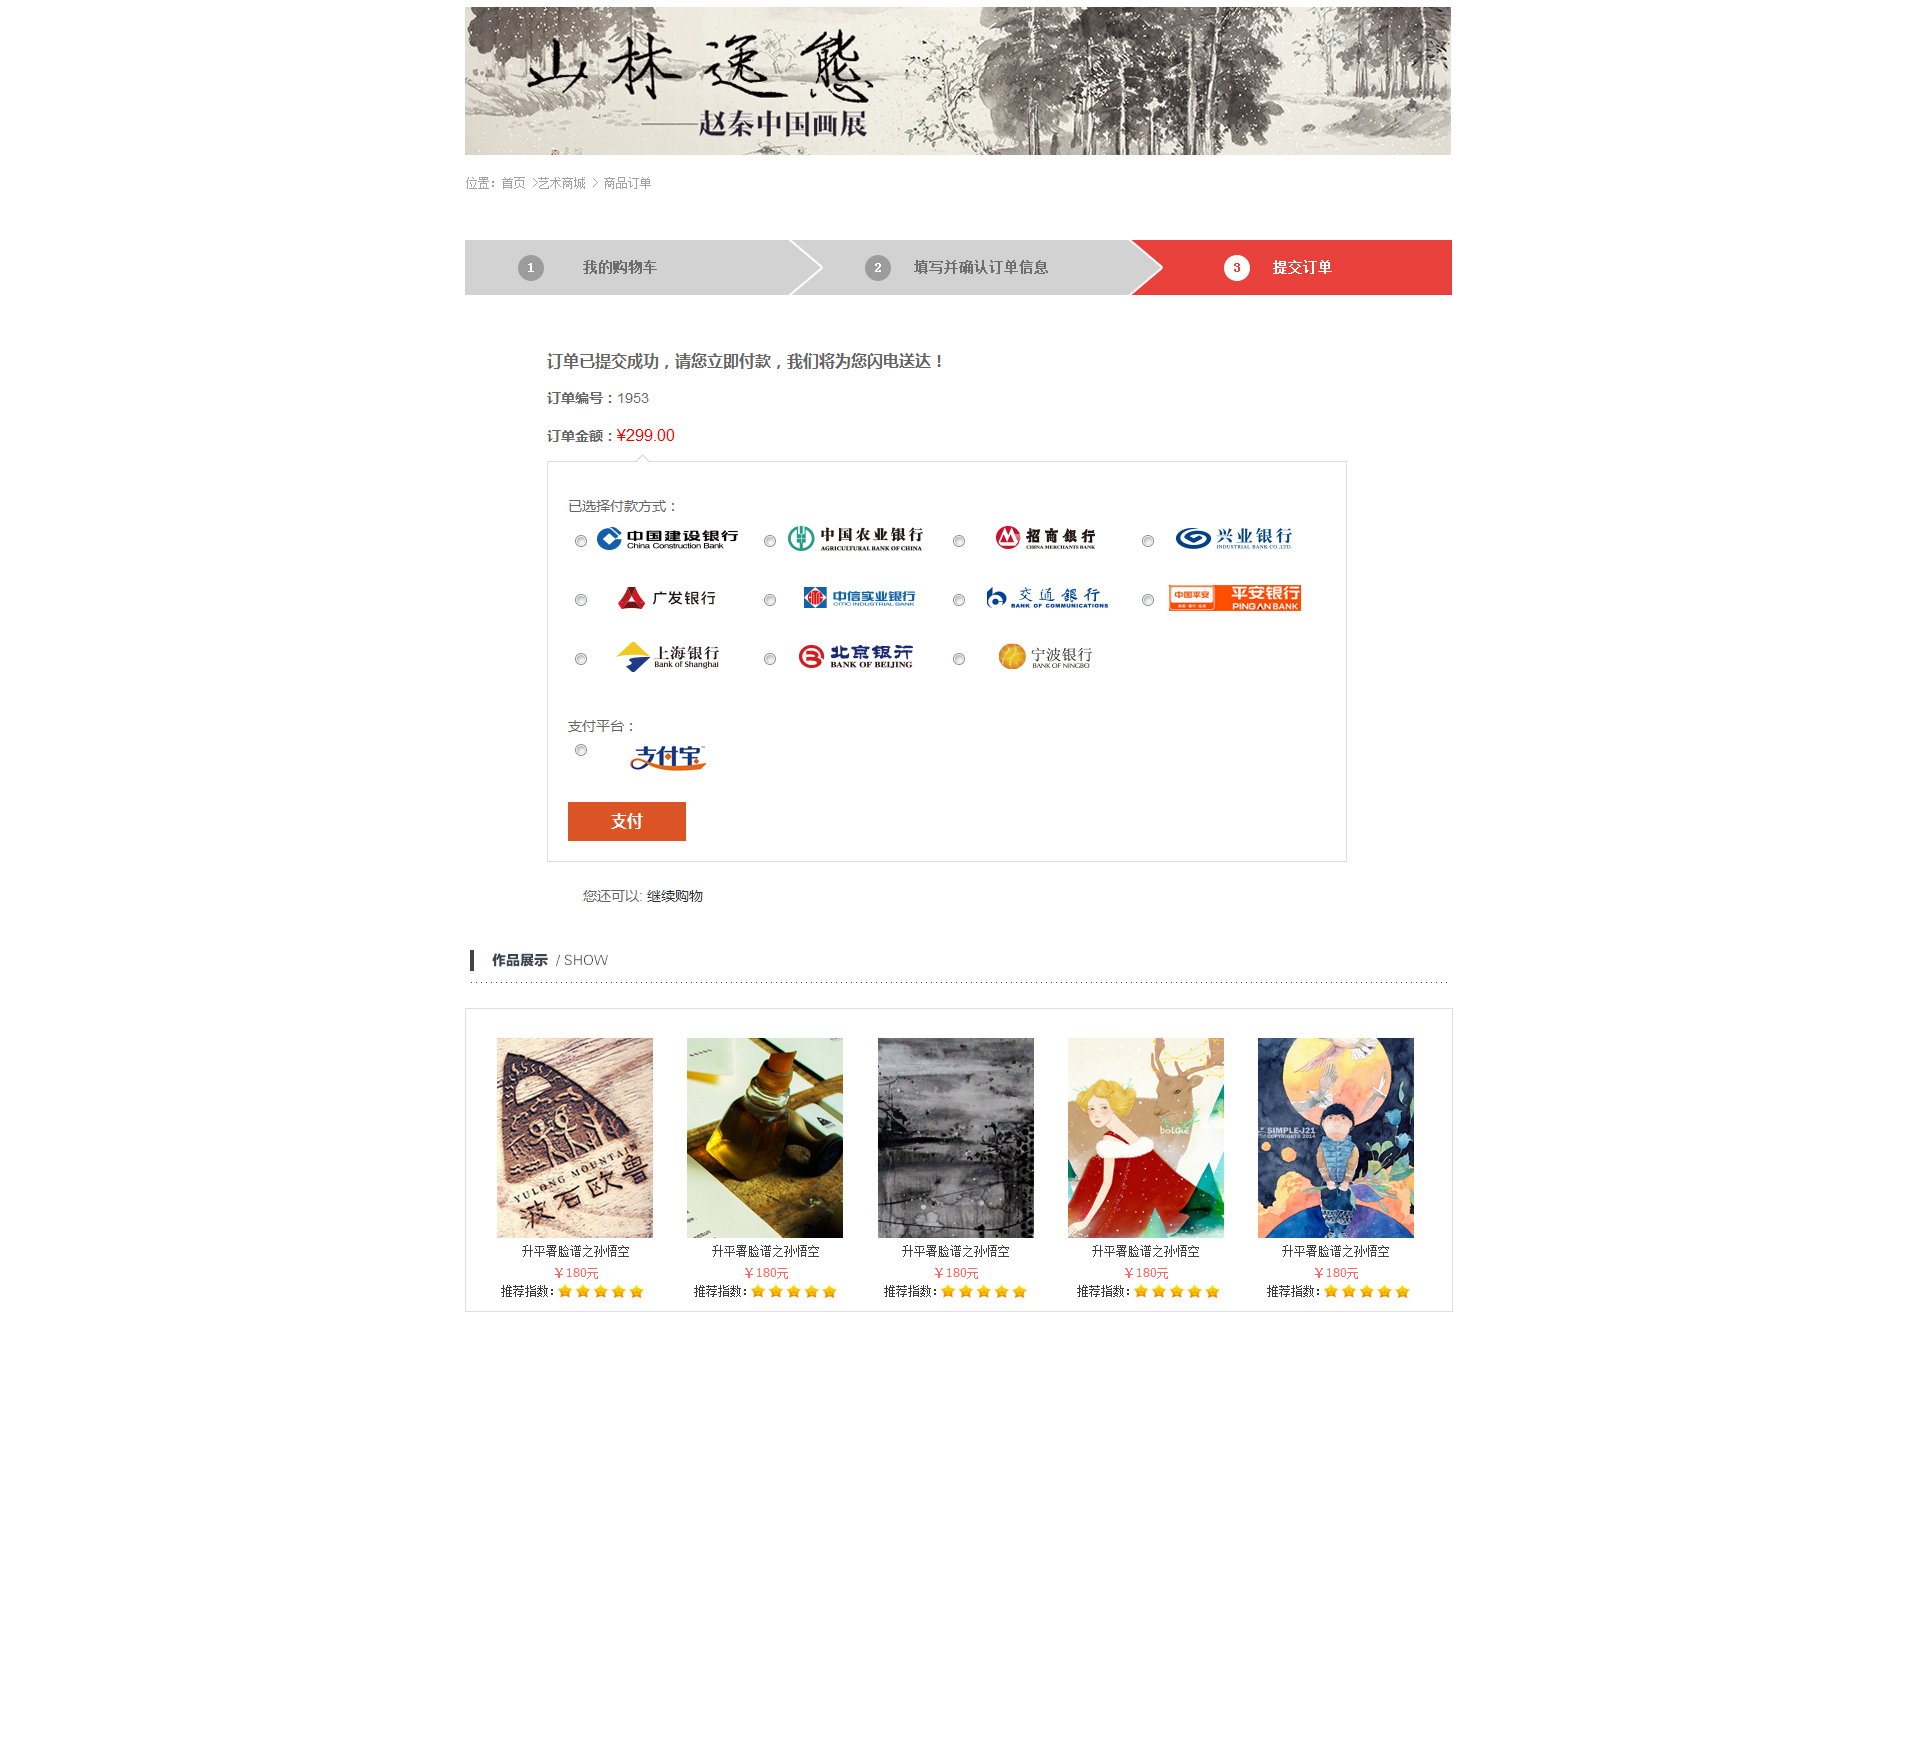 山林逸態
——赵秦中国画展
位置：首页 >艺术商城 > 商品订单
1 我的购物车
2 填写并确认订单信息
3 提交订单
订单已提交成功，请您立即付款，我们将为您闪电送达！
订单编号：1953
订单金额：¥299.00
已选择付款方式：
中国建设银行
China Construction Bank
中国农业银行
AGRICULTURAL BANK OF CHINA
招商银行
CHINA MERCHANTS BANK
兴业银行
INDUSTRIAL BANK CO.,LTD.
广发银行
中信实业银行
CITIC INDUSTRIAL BANK
交通银行
BANK OF COMMUNICATIONS
中国平安
平安银行
PING AN BANK
上海银行
Bank of Shanghai
北京银行
BANK OF BEIJING
宁波银行
BANK OF NINGBO
支付平台：
支付宝
支付
您还可以: 继续购物
作品展示 / SHOW
YULONG MOUNTAIN
波石欧鲁
bolike
SIMPLE-J21
COPYRIGHT© 2014
升平署脸谱之孙悟空
￥180元
推荐指数：
升平署脸谱之孙悟空
￥180元
推荐指数：
升平署脸谱之孙悟空
￥180元
推荐指数：
升平署脸谱之孙悟空
￥180元
推荐指数：
升平署脸谱之孙悟空
￥180元
推荐指数：